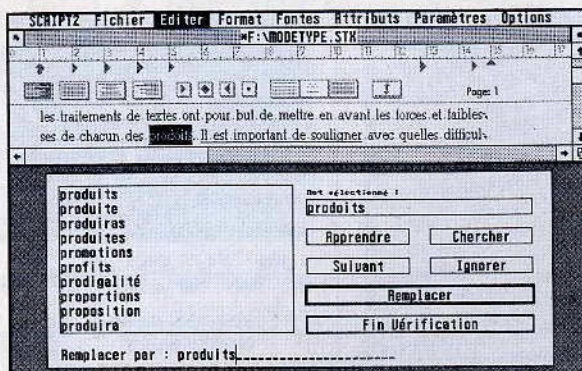 SCRIPT2 Fichier Editer Format Fontes Attributs Paramètres Options
*F:\MODETYPE.STK
Page: 1
les traitements de textes ont pour but de mettre en avant les forces et faibles-
ses de chacun des prodoits. Il est important de souligner avec quelles difficul-
Mot sélectionné :
prodoits
produits
produite
produiras
produites
promotions
profits
prodigalité
proportions
proposition
produira
Apprendre Chercher
Suivant Ignorer
Remplacer
Fin Vérification
Remplacer par : produits